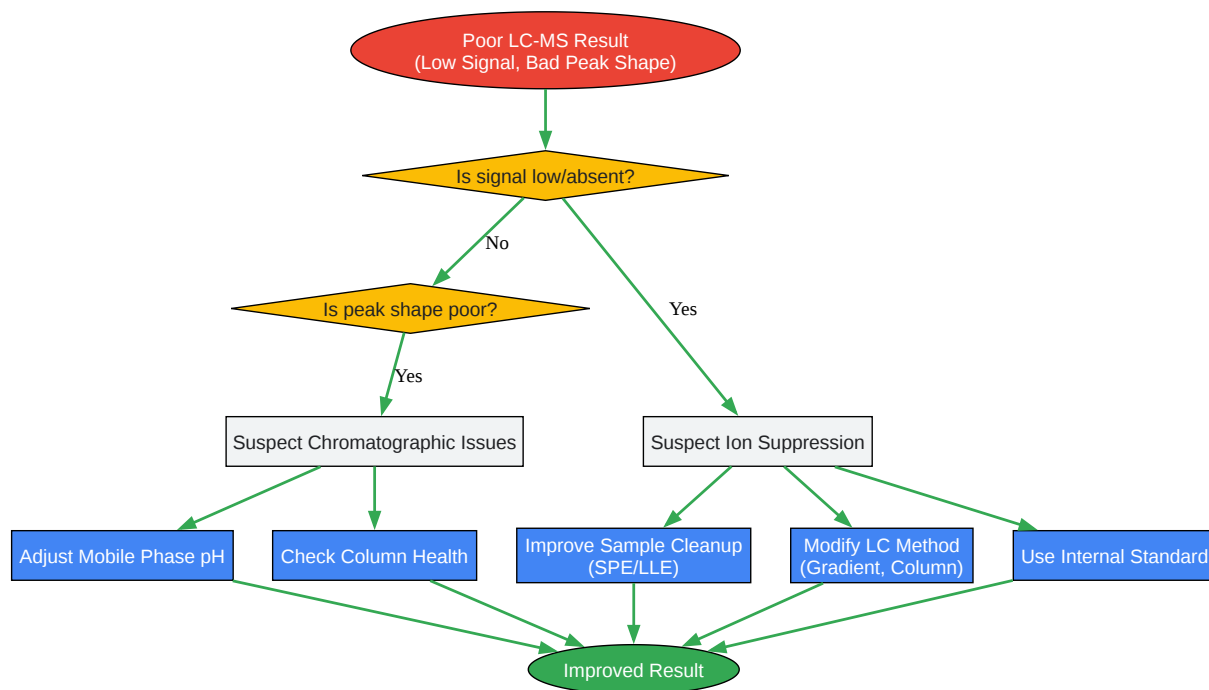 Poor LC-MS Result
(Low Signal, Bad Peak Shape)
Is signal low/absent?
No
Is peak shape poor?
Yes
Yes
Suspect Chromatographic Issues
Suspect Ion Suppression
Adjust Mobile Phase pH
Check Column Health
Improve Sample Cleanup
(SPE/LLE)
Modify LC Method
(Gradient, Column)
Use Internal Standard
Improved Result